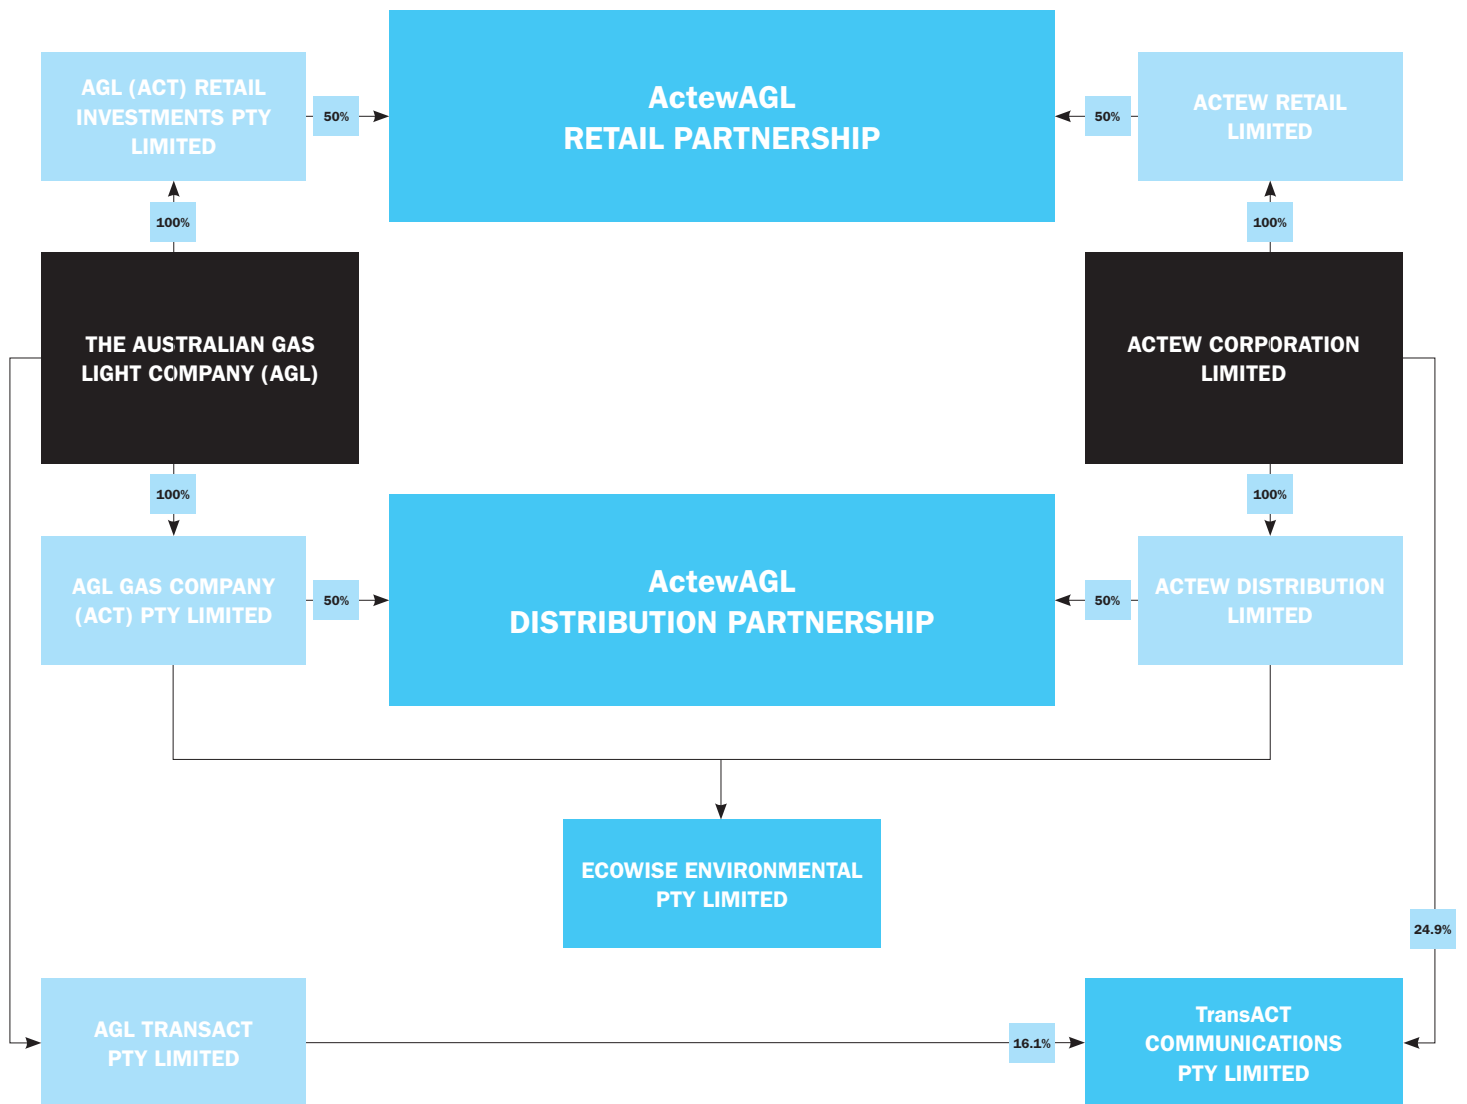 AGL (ACT) RETAIL
INVESTMENTS PTY
LIMITED
50%
ActewAGL
RETAIL PARTNERSHIP
50%
ACTEW RETAIL
LIMITED
100%
100%
THE AUSTRALIAN GAS
LIGHT COMPANY (AGL)
ACTEW CORPORATION
LIMITED
100%
100%
AGL GAS COMPANY
(ACT) PTY LIMITED
50%
ActewAGL
DISTRIBUTION PARTNERSHIP
50%
ACTEW DISTRIBUTION
LIMITED
ECOWISE ENVIRONMENTAL
PTY LIMITED
24.9%
AGL TRANSACT
PTY LIMITED
16.1%
TransACT
COMMUNICATIONS
PTY LIMITED